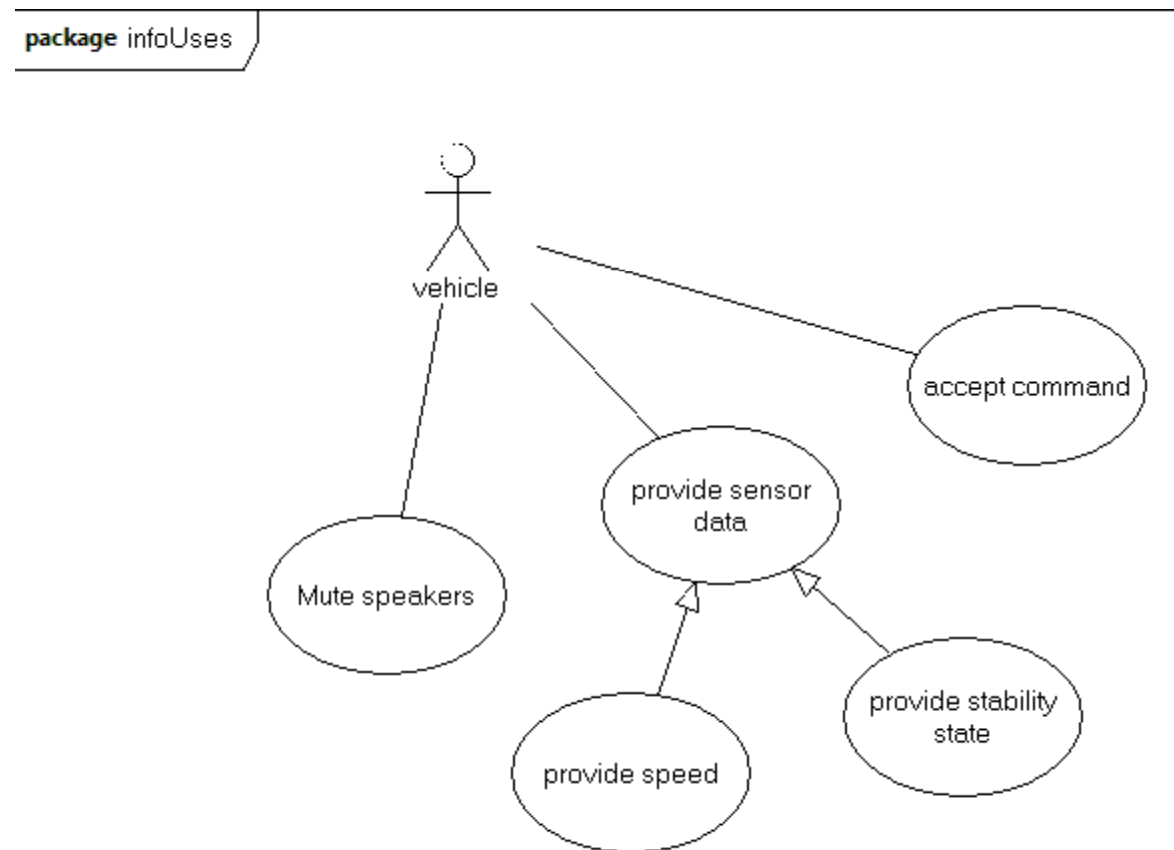 package infoUses
vehicle
accept command
provide sensor
data
Mute speakers
provide stability
state
provide speed